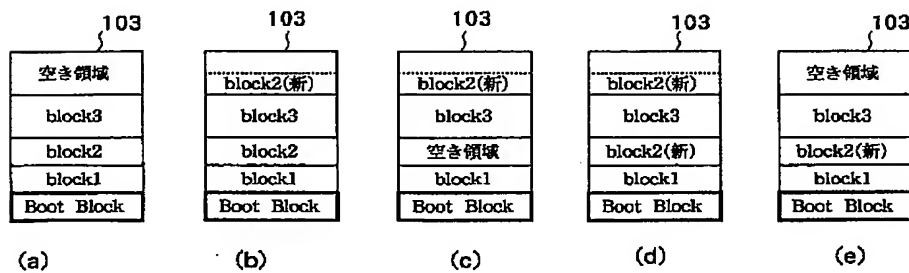 103
空き領域
block3
block2
block1
Boot Block
(a)
103
block2(新)
block3
block2
block1
Boot Block
(b)
103
block2(新)
block3
空き領域
block1
Boot Block
(c)
103
block2(新)
block3
block2(新)
block1
Boot Block
(d)
103
空き領域
block3
block2(新)
block1
Boot Block
(e)